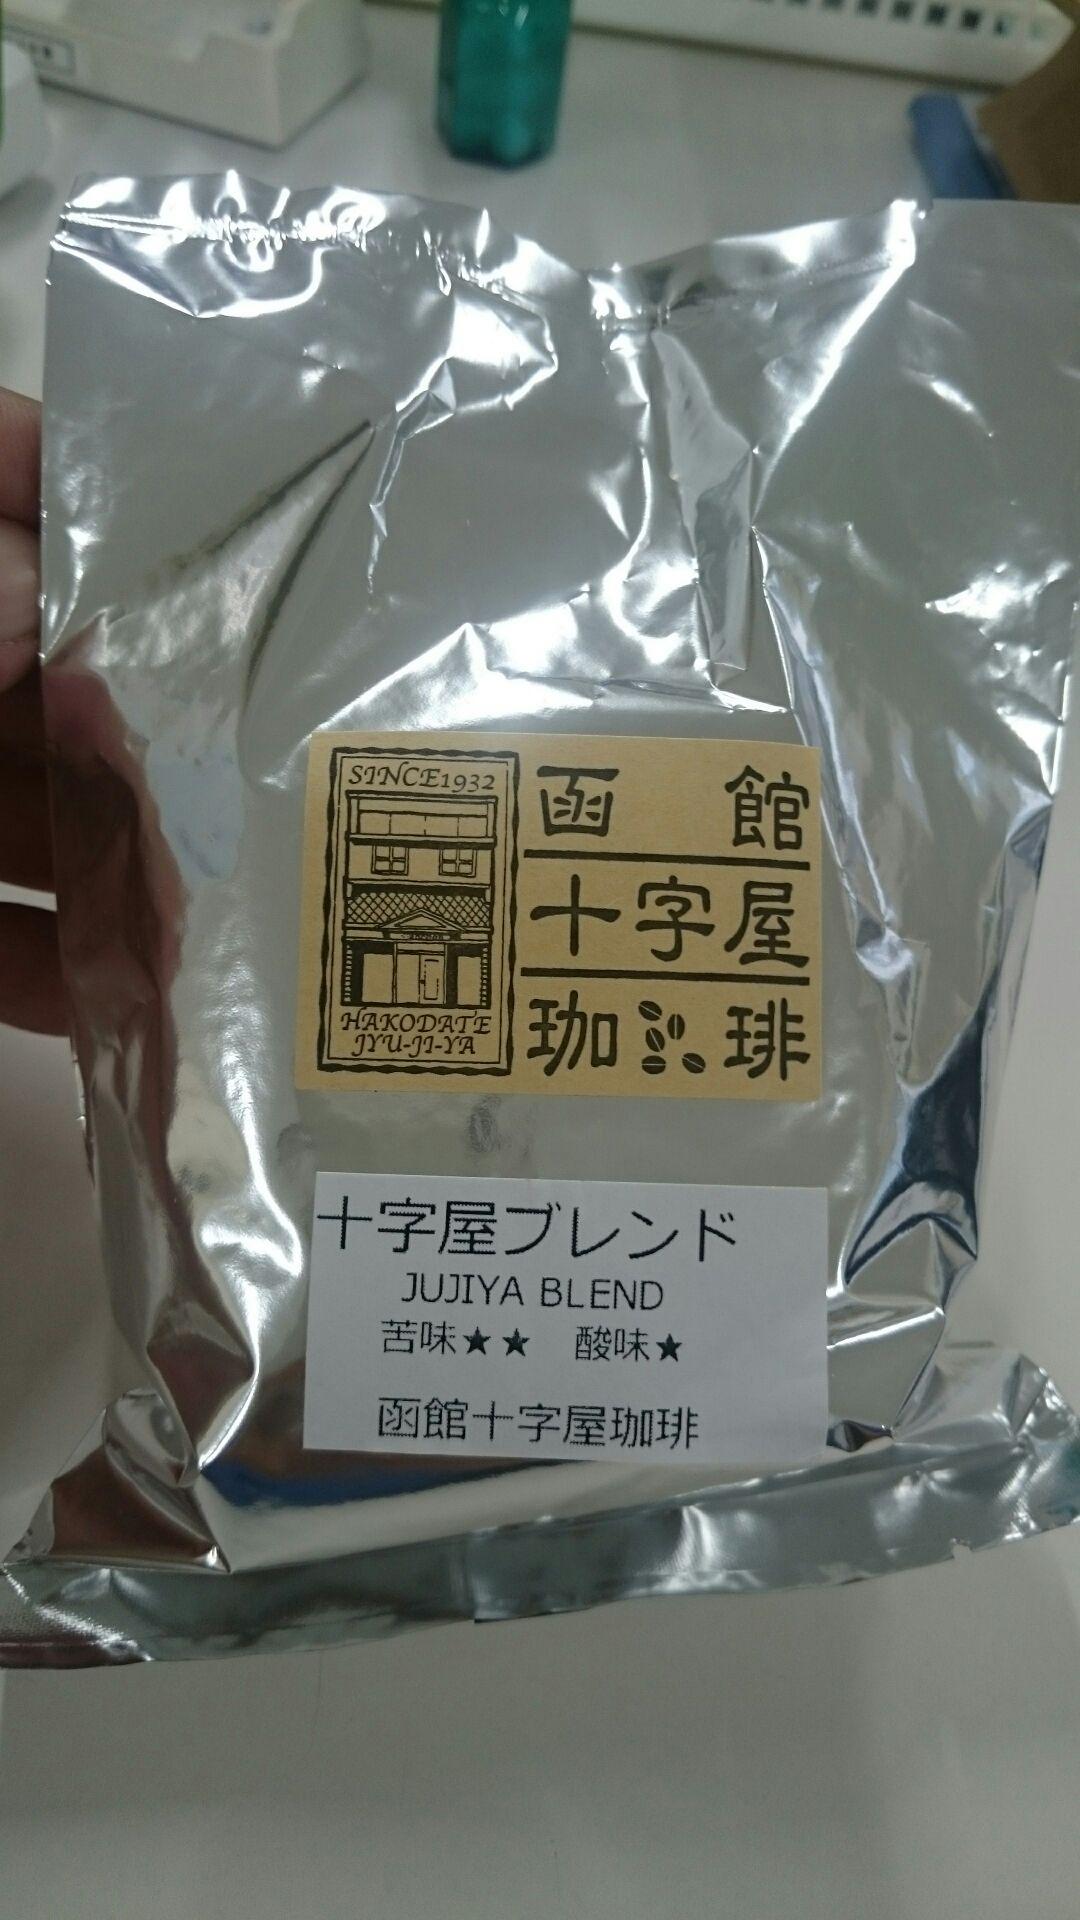 SINCE1932
HAKODATE
JYU-JI-YA
函館
十字屋
珈琲
十字屋ブレンド
JUJIYA BLEND
苦味★★ 酸味★
函館十字屋珈琲